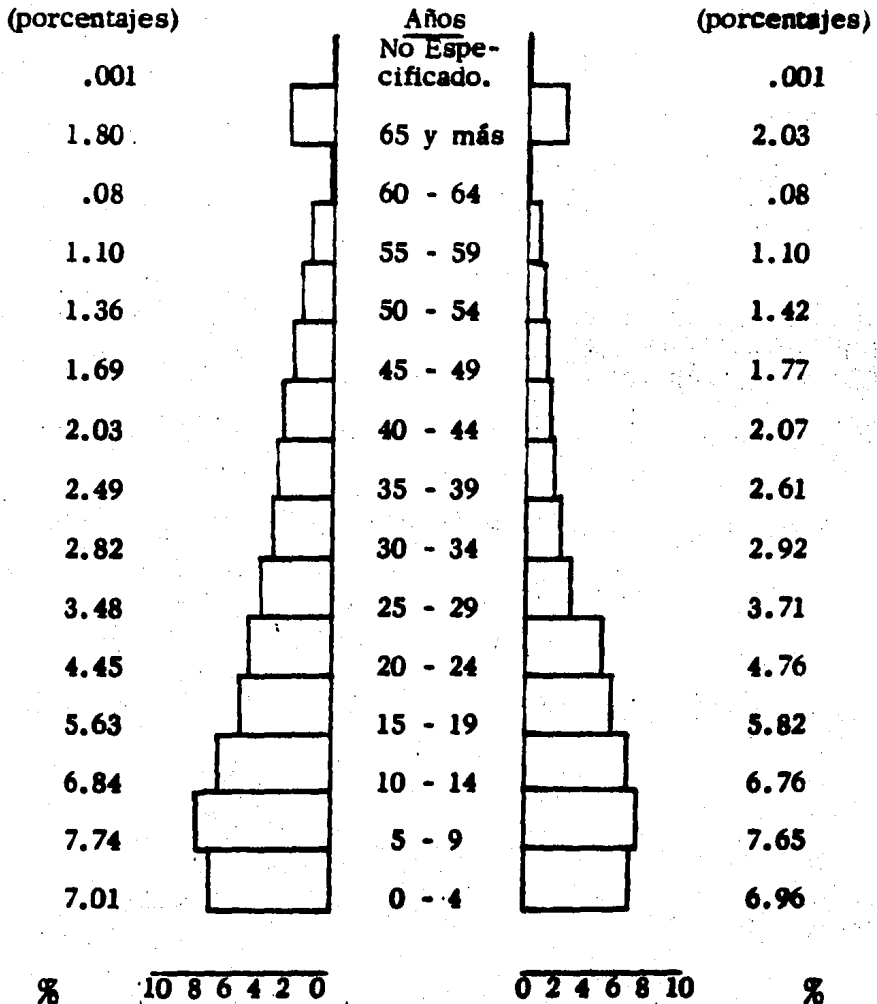 (porcentajes) Años (porcentajes)
No Espe-
.001 cificado. .001
1.80 65 y más 2.03
.08 60 - 64 .08
1.10 55 - 59 1.10
1.36 50 - 54 1.42
1.69 45 - 49 1.77
2.03 40 - 44 2.07
2.49 35 - 39 2.61
2.82 30 - 34 2.92
3.48 25 - 29 3.71
4.45 20 - 24 4.76
5.63 15 - 19 5.82
6.84 10 - 14 6.76
7.74 5 - 9 7.65
7.01 0 - 4 6.96
% 10 8 6 4 2 0 0 2 4 6 8 10 %